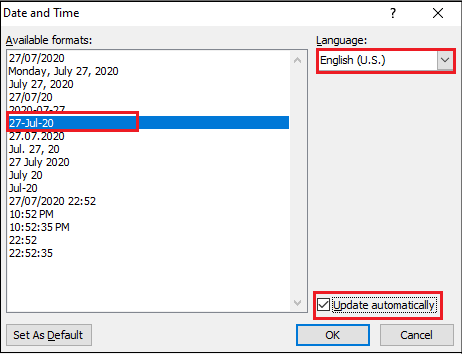 Date and Time
Available formats:
Language:
27/07/2020
English (U.S.)
Monday, July 27, 2020
July 27, 2020
27/07/20
2020-07-27
27-Jul-20
27.07.2020
Jul. 27, 20
27 July 2020
July 20
Jul-20
27/07/2020 22:52
10:52 PM
10:52:35 PM
22:52
22:52:35
Update automatically
Set As Default
OK
Cancel